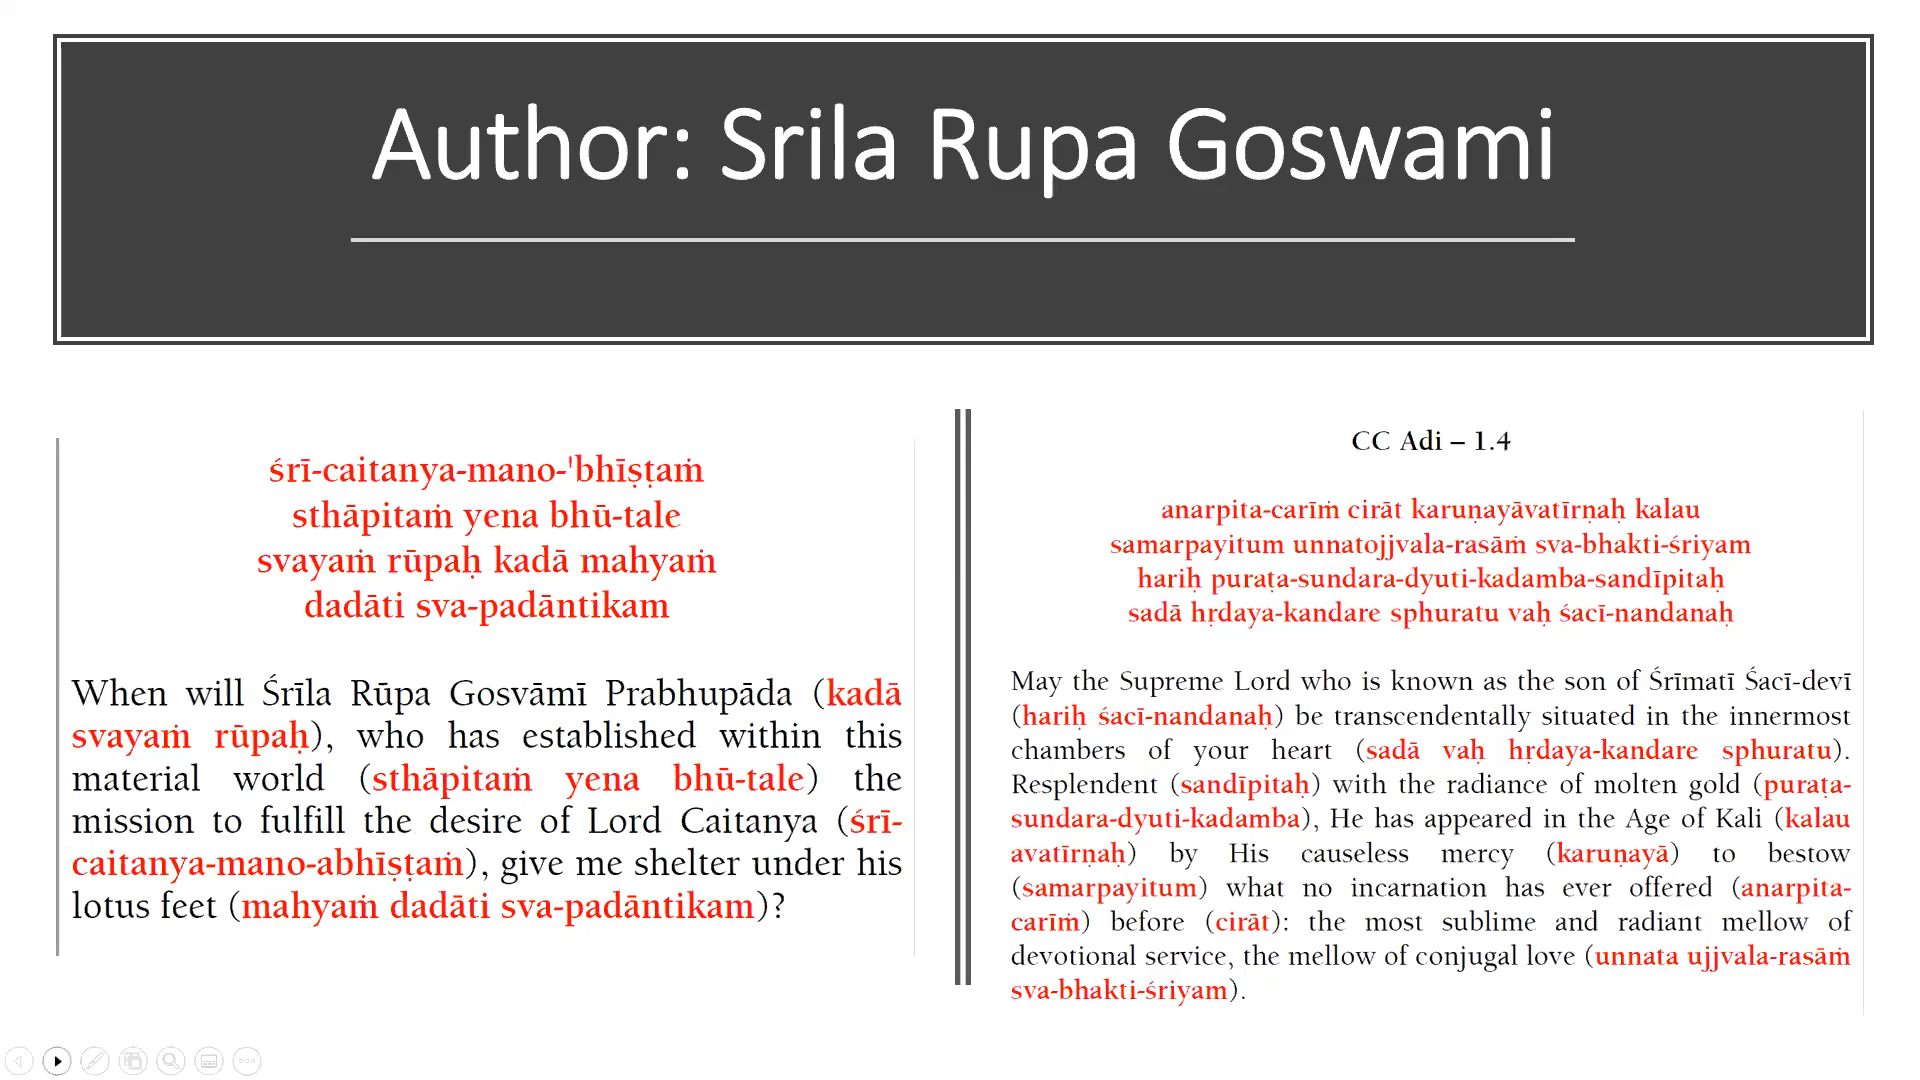 Author: Srila Rupa Goswami
śrī-caitanya-mano-'bhīṣṭaṁ
sthāpitaṁ yena bhū-tale
svayaṁ rūpaḥ kadā mahyaṁ
dadāti sva-padāntikam
When will Śrīla Rūpa Gosvāmī Prabhupāda (kadā
svayaṁ rūpaḥ), who has established within this
material world (sthāpitaṁ yena bhū-tale) the
mission to fulfill the desire of Lord Caitanya (śrī-
caitanya-mano-abhīṣṭaṁ), give me shelter under his
lotus feet (mahyaṁ dadāti sva-padāntikam)?
CC Adi – 1.4
anarpita-carīṁ cirāt karuṇayāvatīrṇaḥ kalau
samarpayitum unnatojjvala-rasāṁ sva-bhakti-śriyam
hariḥ puraṭa-sundara-dyuti-kadamba-sandīpitaḥ
sadā hṛdaya-kandare sphuratu vaḥ śacī-nandanaḥ
May the Supreme Lord who is known as the son of Śrīmatī Śacī-devī
(hariḥ śacī-nandanaḥ) be transcendentally situated in the innermost
chambers of your heart (sadā vaḥ hṛdaya-kandare sphuratu).
Resplendent (sandīpitaḥ) with the radiance of molten gold (puraṭa-
sundara-dyuti-kadamba), He has appeared in the Age of Kali (kalau
avatīrṇaḥ) by His causeless mercy (karuṇayā) to bestow
(samarpayitum) what no incarnation has ever offered (anarpita-
carīṁ) before (cirāt): the most sublime and radiant mellow of
devotional service, the mellow of conjugal love (unnata ujjvala-rasāṁ
sva-bhakti-śriyam).